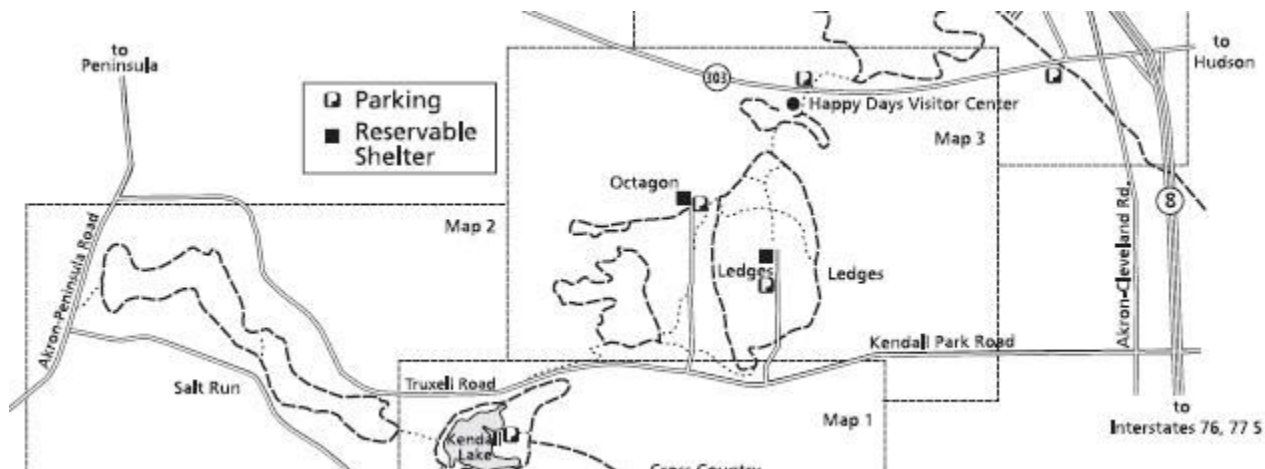 to
Peninsula
Parking
Reservable
Shelter
303
Happy Days Visitor Center
to
Hudson
Map 3
Octagon
8
Map 2
Ledges
Ledges
Akron-Peninsula Road
Akron-Cleveland Rd.
Kendall Park Road
Salt Run
Truxell Road
Map 1
Kendall
Lake
to
Interstates 76, 77 S
Cross Country